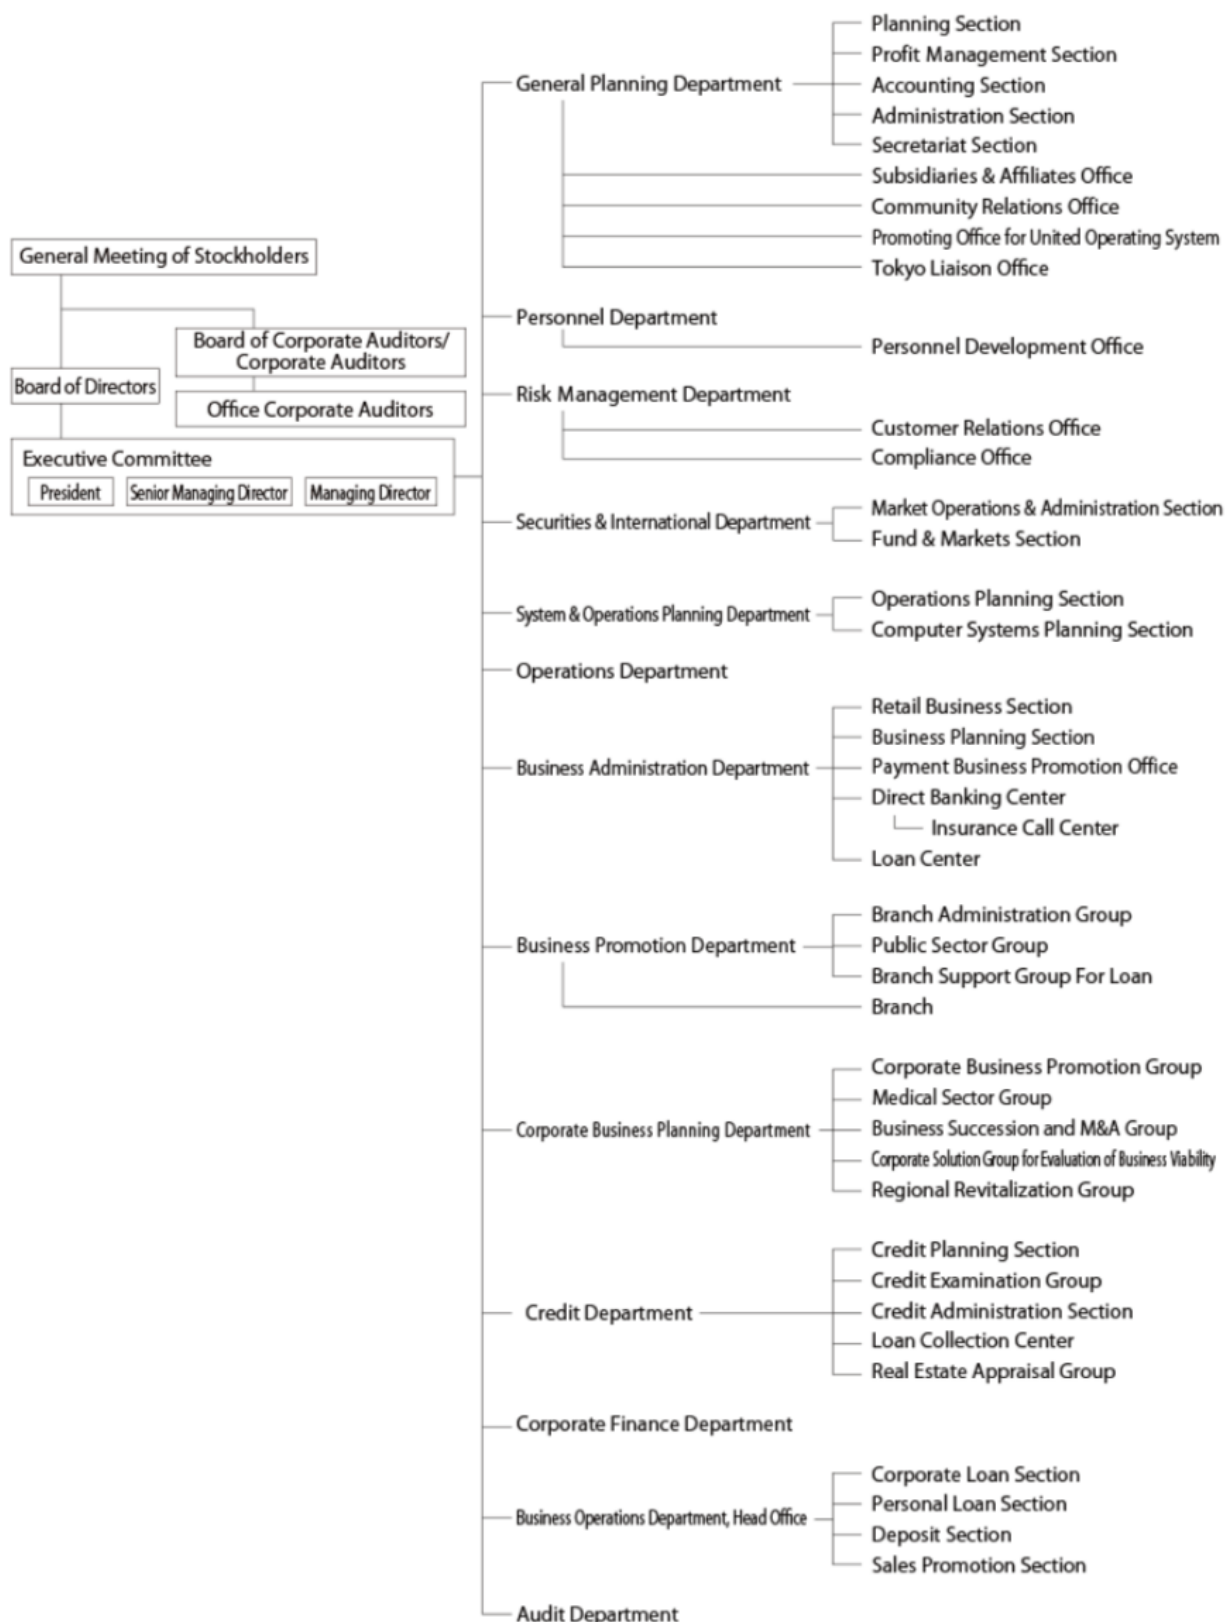 General Meeting of Stockholders
Board of Corporate Auditors/
Corporate Auditors
Board of Directors
Office Corporate Auditors
Executive Committee
President
Senior Managing Director
Managing Director
General Planning Department
Planning Section
Profit Management Section
Accounting Section
Administration Section
Secretariat Section
Subsidiaries & Affiliates Office
Community Relations Office
Promoting Office for United Operating System
Tokyo Liaison Office
Personnel Department
Personnel Development Office
Risk Management Department
Customer Relations Office
Compliance Office
Securities & International Department
Market Operations & Administration Section
Fund & Markets Section
System & Operations Planning Department
Operations Planning Section
Computer Systems Planning Section
Operations Department
Business Administration Department
Retail Business Section
Business Planning Section
Payment Business Promotion Office
Direct Banking Center
Insurance Call Center
Loan Center
Business Promotion Department
Branch Administration Group
Public Sector Group
Branch Support Group For Loan
Branch
Corporate Business Planning Department
Corporate Business Promotion Group
Medical Sector Group
Business Succession and M&A Group
Corporate Solution Group for Evaluation of Business Viability
Regional Revitalization Group
Credit Department
Credit Planning Section
Credit Examination Group
Credit Administration Section
Loan Collection Center
Real Estate Appraisal Group
Corporate Finance Department
Business Operations Department, Head Office
Corporate Loan Section
Personal Loan Section
Deposit Section
Sales Promotion Section
Audit Department